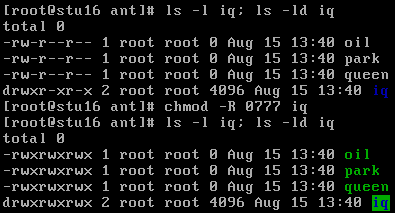 [root@stu16 ant]# ls -l iq; ls -ld iq
total 0
-rw-r--r-- 1 root root 0 Aug 15 13:40 oil
-rw-r--r-- 1 root root 0 Aug 15 13:40 park
-rw-r--r-- 1 root root 0 Aug 15 13:40 queen
drwxr-xr-x 2 root root 4096 Aug 15 13:40 iq
[root@stu16 ant]# chmod -R 0777 iq
[root@stu16 ant]# ls -l iq; ls -ld iq
total 0
-rwxrwxrwx 1 root root 0 Aug 15 13:40 oil
-rwxrwxrwx 1 root root 0 Aug 15 13:40 park
-rwxrwxrwx 1 root root 0 Aug 15 13:40 queen
drwxrwxrwx 2 root root 4096 Aug 15 13:40 iq